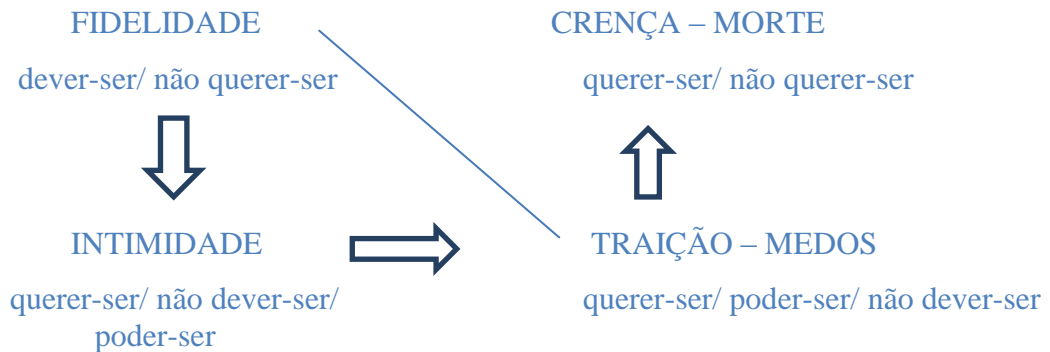 FIDELIDADE
dever-ser/ não querer-ser
CRENÇA – MORTE
querer-ser/ não querer-ser
INTIMIDADE
querer-ser/ não dever-ser/
poder-ser
TRAIÇÃO – MEDOS
querer-ser/ poder-ser/ não dever-ser